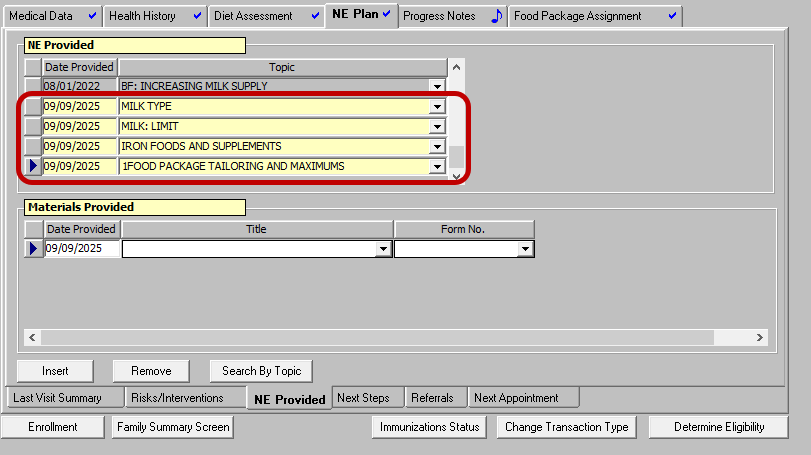 Medical Data Health History Diet Assessment NE Plan Progress Notes Food Package Assignment
NE Provided
Date Provided Topic
08/01/2022 BF: INCREASING MILK SUPPLY
09/09/2025 MILK TYPE
09/09/2025 MILK: LIMIT
09/09/2025 IRON FOODS AND SUPPLEMENTS
09/09/2025 1FOOD PACKAGE TAILORING AND MAXIMUMS
Materials Provided
Date Provided Title Form No.
09/09/2025
Insert Remove Search By Topic
Last Visit Summary Risks/Interventions NE Provided Next Steps Referrals Next Appointment
Enrollment Family Summary Screen Immunizations Status Change Transaction Type Determine Eligibility